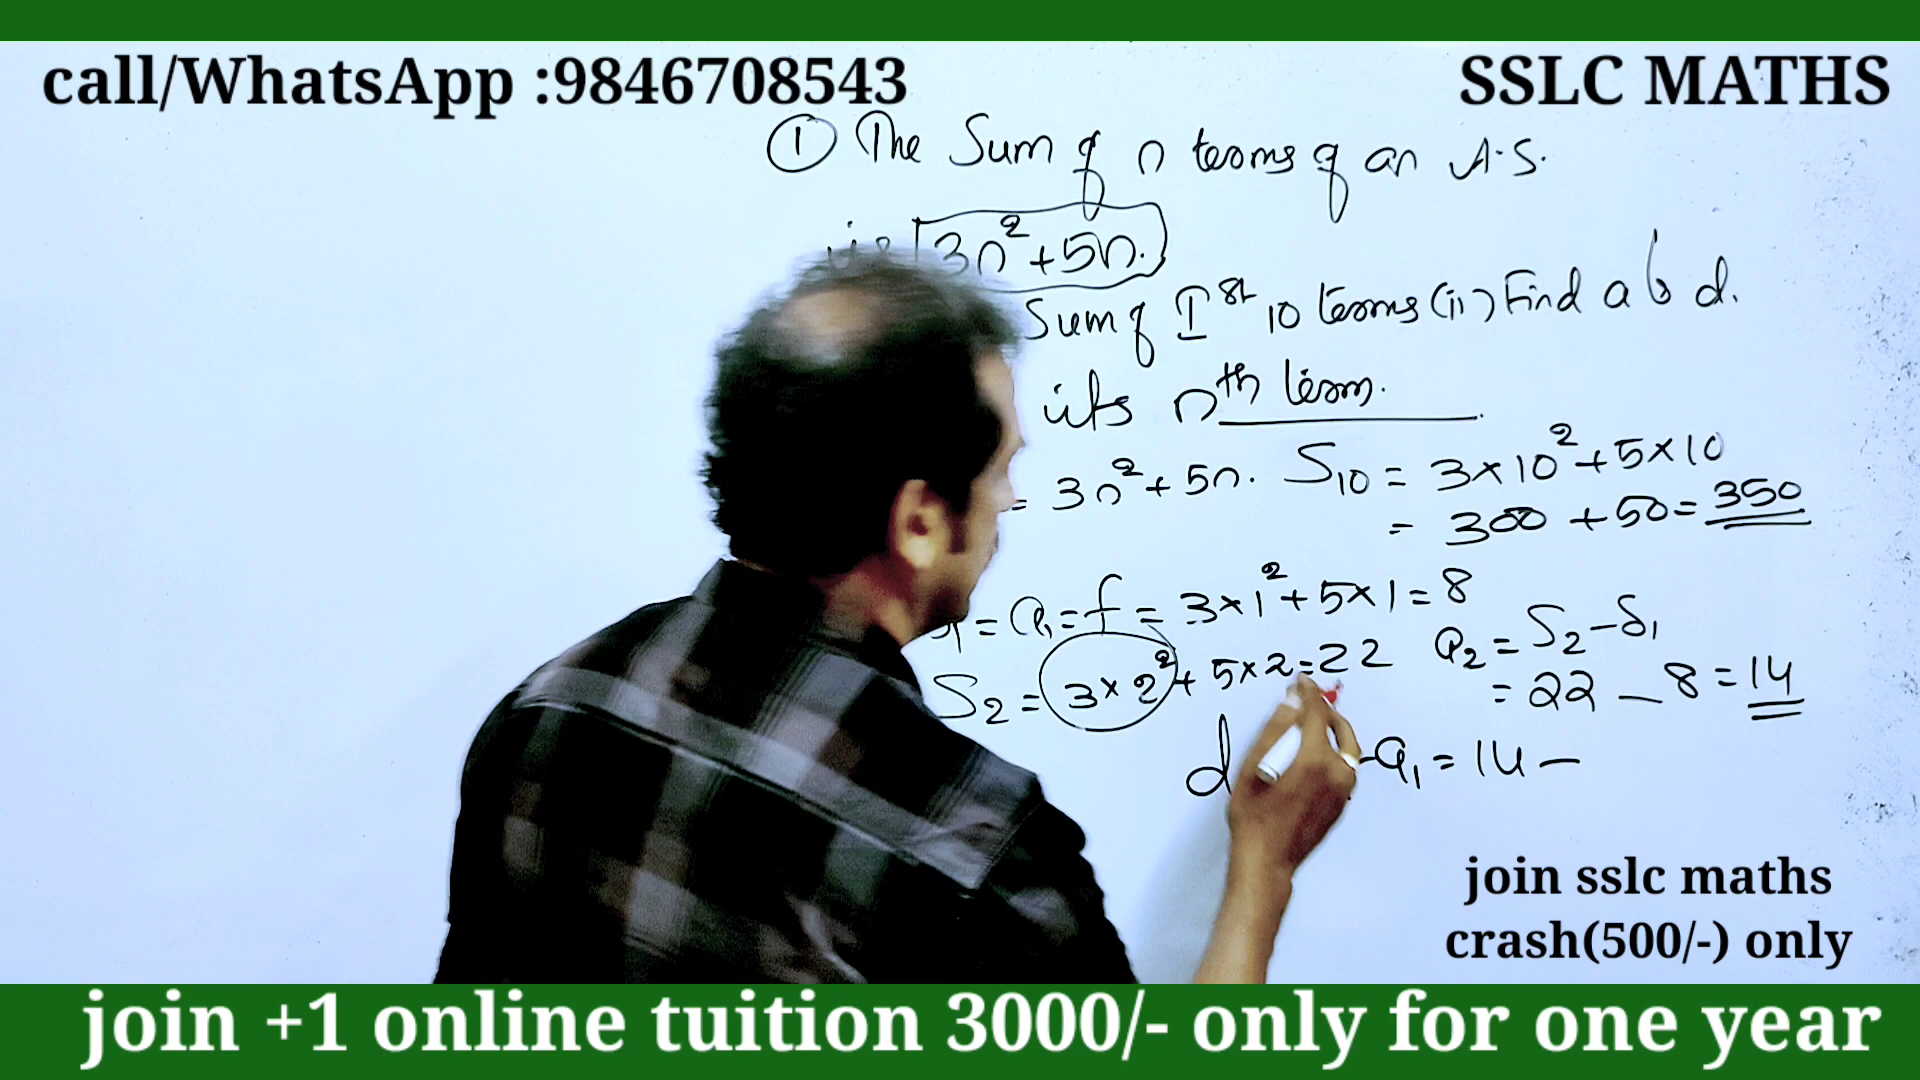 call/WhatsApp :9846708543
SSLC MATHS
① The Sum of n terms of an A.S.
is 3n²+5n.
Sum of Iˢᵗ 10 terms (ii) Find a & d.
its nᵗʰ term.
= 3n²+5n. S₁₀ = 3×10²+5×10
= 300 +50=350
= a₁=f = 3×1²+5×1=8
S₂ = 3×2²+ 5×2=22
a₂ = S₂-S₁
= 22 - 8 = 14
d -a₁ = 14 -
join sslc maths
crash(500/-) only
join +1 online tuition 3000/- only for one year